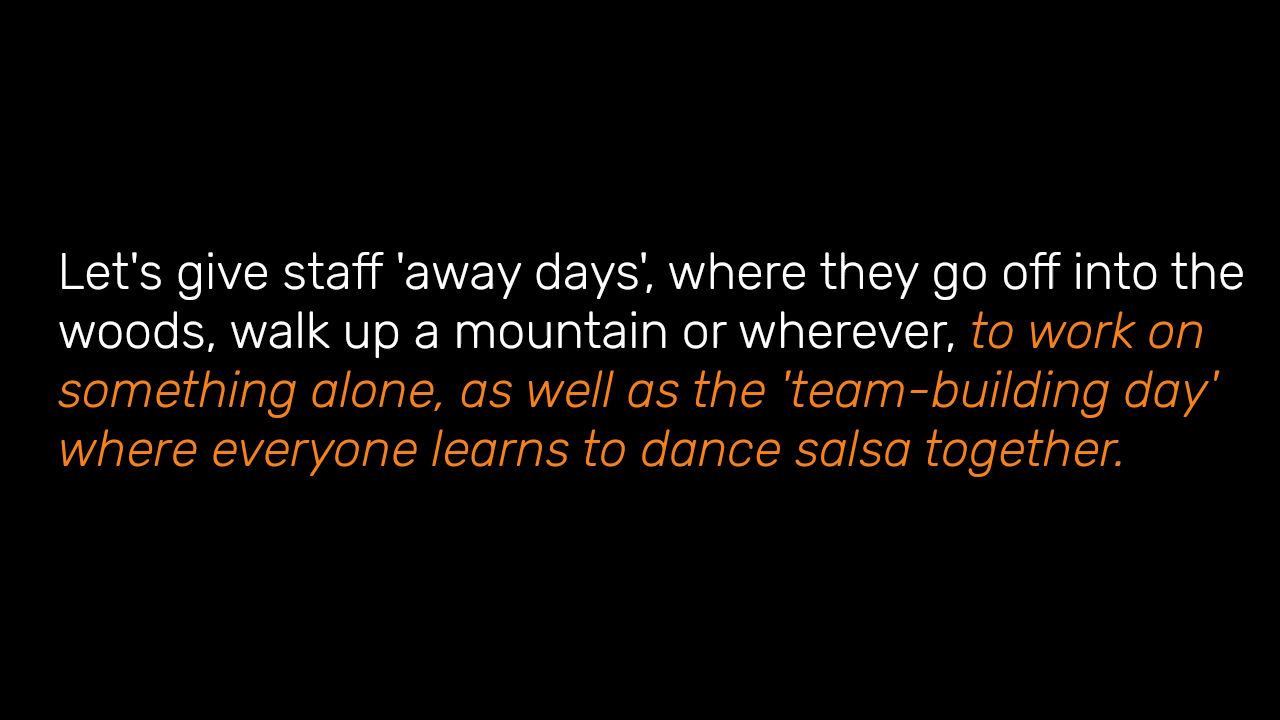 Let's give staff 'away days', where they go off into the
woods, walk up a mountain or wherever, to work on
something alone, as well as the 'team-building day'
where everyone learns to dance salsa together.